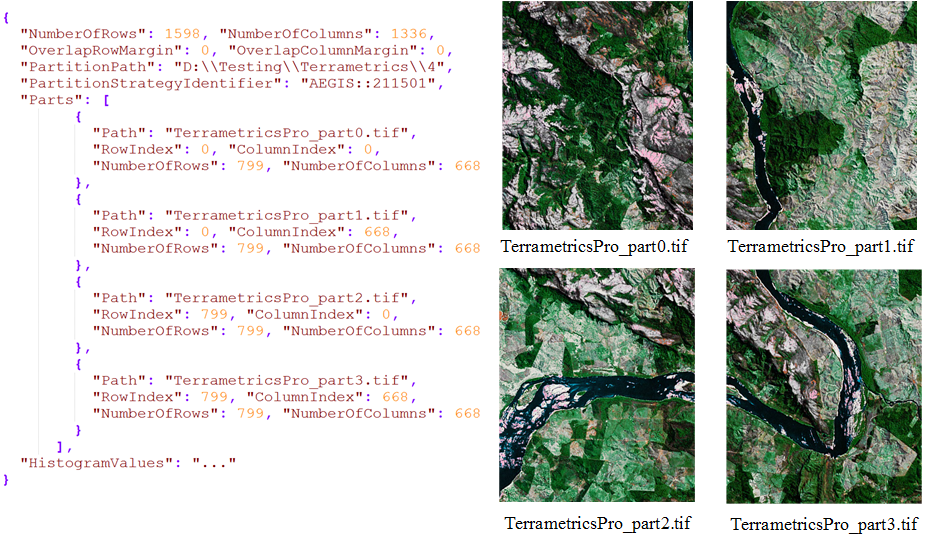 {
"NumberOfRows": 1598, "NumberOfColumns": 1336,
"OverlapRowMargin": 0, "OverlapColumnMargin": 0,
"PartitionPath": "D:\\Testing\\Terrametrics\\4",
"PartitionStrategyIdentifier": "AEGIS::211501",
"Parts": [
{
"Path": "TerrametricsPro_part0.tif",
"RowIndex": 0, "ColumnIndex": 0,
"NumberOfRows": 799, "NumberOfColumns": 668
},
{
"Path": "TerrametricsPro_part1.tif",
"RowIndex": 0, "ColumnIndex": 668,
"NumberOfRows": 799, "NumberOfColumns": 668
},
{
"Path": "TerrametricsPro_part2.tif",
"RowIndex": 799, "ColumnIndex": 0,
"NumberOfRows": 799, "NumberOfColumns": 668
},
{
"Path": "TerrametricsPro_part3.tif",
"RowIndex": 799, "ColumnIndex": 668,
"NumberOfRows": 799, "NumberOfColumns": 668
}
],
"HistogramValues": "..."
}
TerrametricsPro_part0.tif
TerrametricsPro_part1.tif
TerrametricsPro_part2.tif
TerrametricsPro_part3.tif